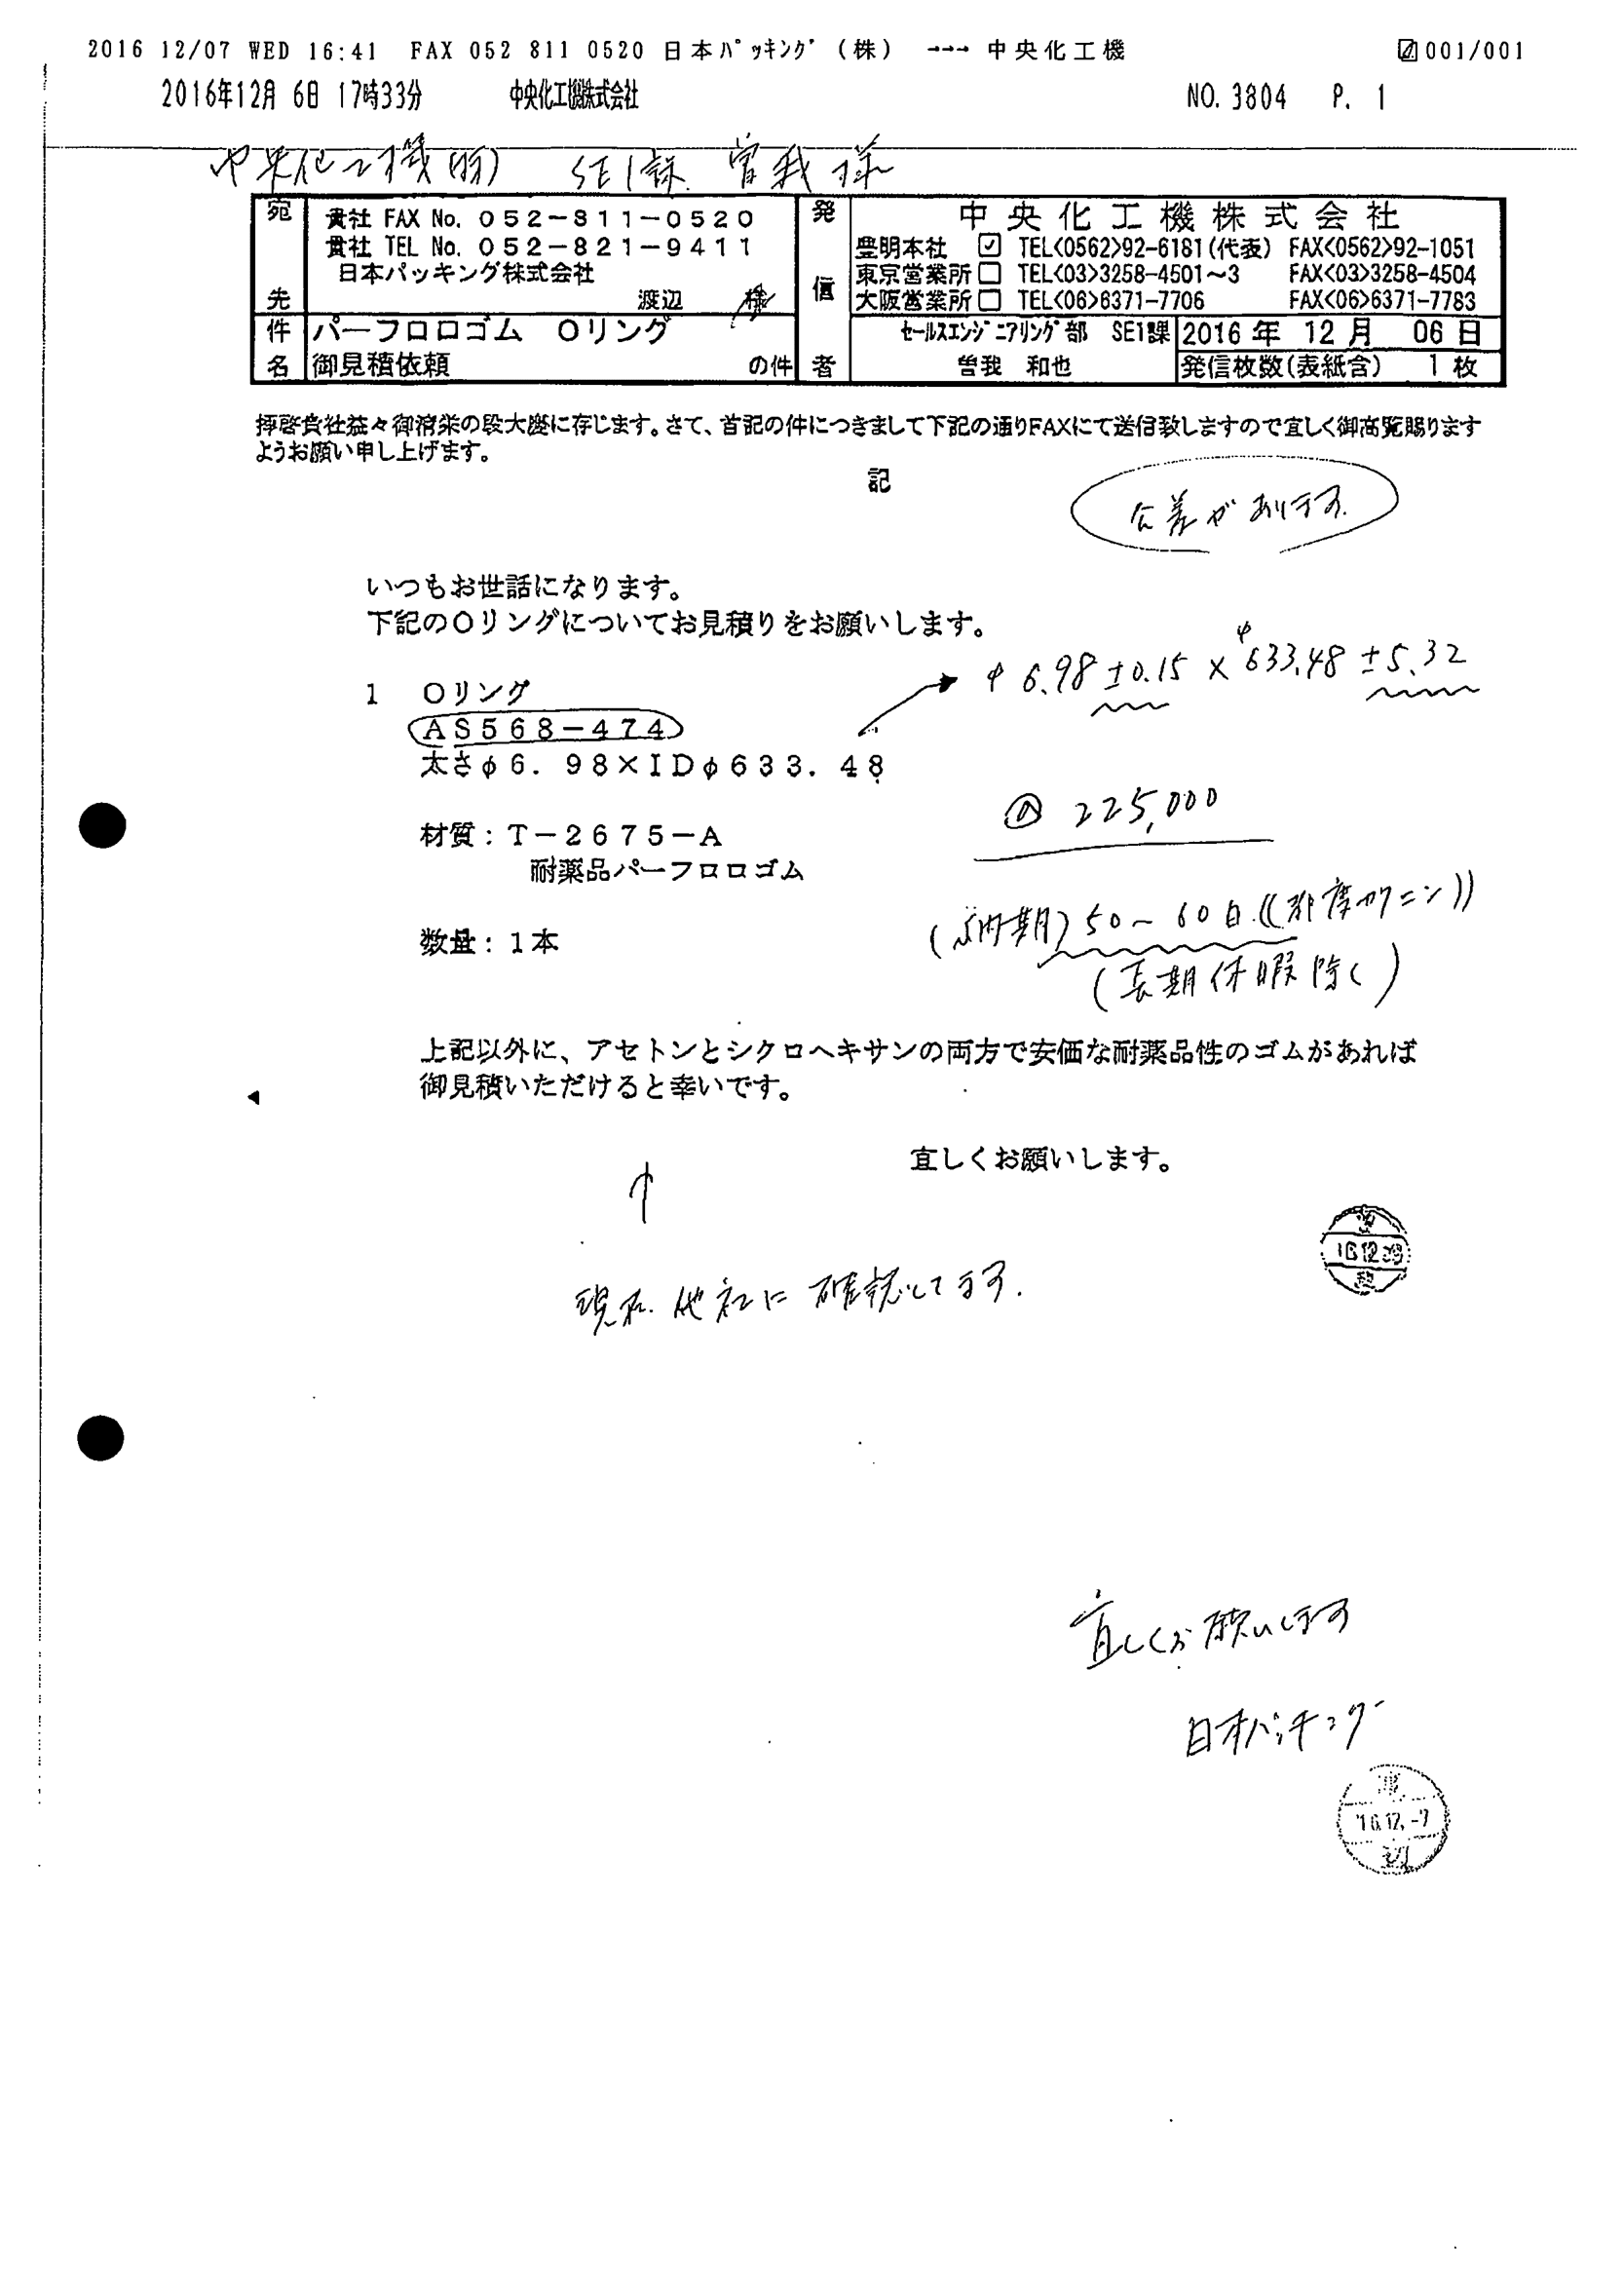 2016 12/07 WED 16:41 FAX 052 811 0520 日本ﾊﾟｯｷﾝｸﾞ（株） →→→ 中央化工機 001/001
2016年12月 6日 17時33分 中央化工機株式会社 NO. 3804 P. 1
中央化工機(株) SE1課 曽我様
宛先
貴社 FAX No. ０５２－８１１－０５２０
貴社 TEL No. ０５２－８２１－９４１１
日本パッキング株式会社
渡辺 様
件名
パーフロロゴム Ｏリング
御見積依頼 の件
発信者
中央化工機株式会社
豊明本社 ☑ TEL<0562>92-6181(代表) FAX<0562>92-1051
東京営業所 □ TEL<03>3258-4501～3 FAX<03>3258-4504
大阪営業所 □ TEL<06>6371-7706 FAX<06>6371-7783
ｾｰﾙｽｴﾝｼﾞﾆｱﾘﾝｸﾞ部 SE1課 2016 年 12 月 06 日
曽我 和也 発信枚数(表紙含) 1 枚
拝啓貴社益々御清栄の段大慶に存じます。さて、首記の件につきまして下記の通りFAXにて送信致しますので宜しく御高覧賜ります
ようお願い申し上げます。
記
公差があります.
いつもお世話になります。
下記のＯリングについてお見積りをお願いします。
φ6.98±0.15×φ633.48±5.32
１ Ｏリング
ＡＳ５６８－４７４
太さφ６．９８×ＩＤφ６３３．４８
@ 225,000
材質：Ｔ－２６７５－Ａ
耐薬品パーフロロゴム
(納期) 50～60日 ((都度カクニン))
(長期休暇除く)
数量：１本
上記以外に、アセトンとシクロヘキサンの両方で安価な耐薬品性のゴムがあれば
御見積いただけると幸いです。
宜しくお願いします。
↑
現在. 他社に確認してます.
宜しくお願いします
日本パッキング
'16.12.-7